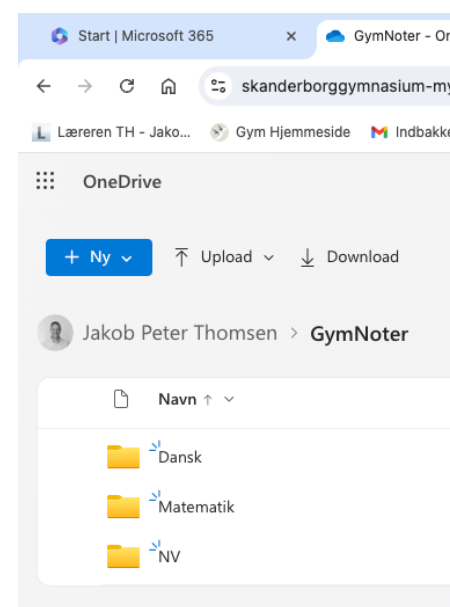 Start | Microsoft 365
GymNoter - On
skanderborggymnasium-my
Læreren TH - Jako...
Gym Hjemmeside
Indbakke
OneDrive
+ Ny
Upload
Download
Jakob Peter Thomsen > GymNoter
Navn ↑
Dansk
Matematik
NV